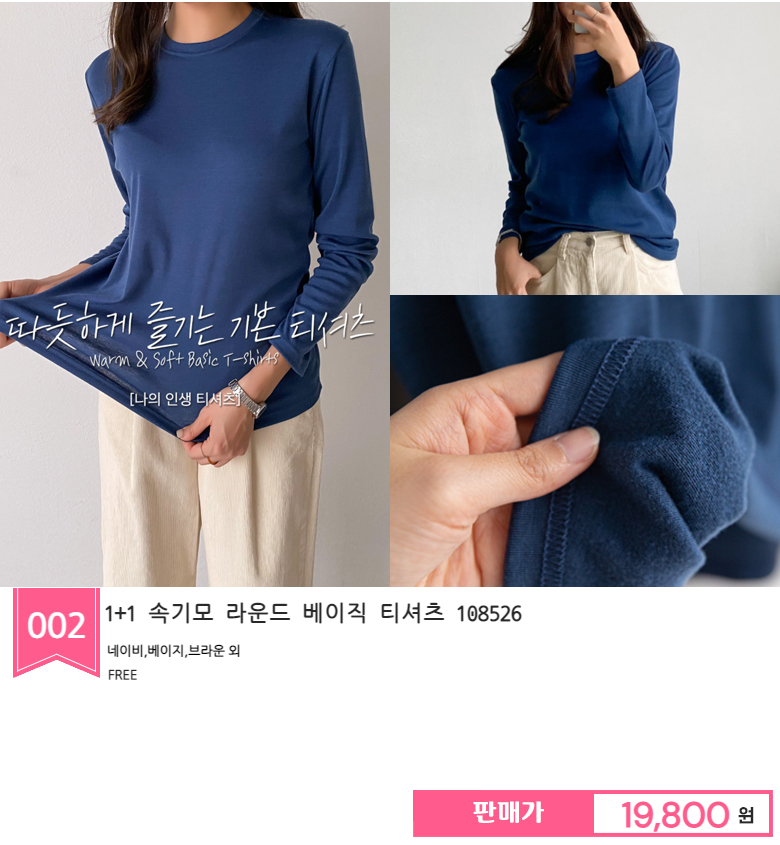 따뜻하게 즐기는 기본 티셔츠
Warm & Soft Basic T-Shirts
[나의 인생 티셔츠]
002
1+1 속기모 라운드 베이직 티셔츠 108526
네이비,베이지,브라운 외
FREE
판매가 19,800 원